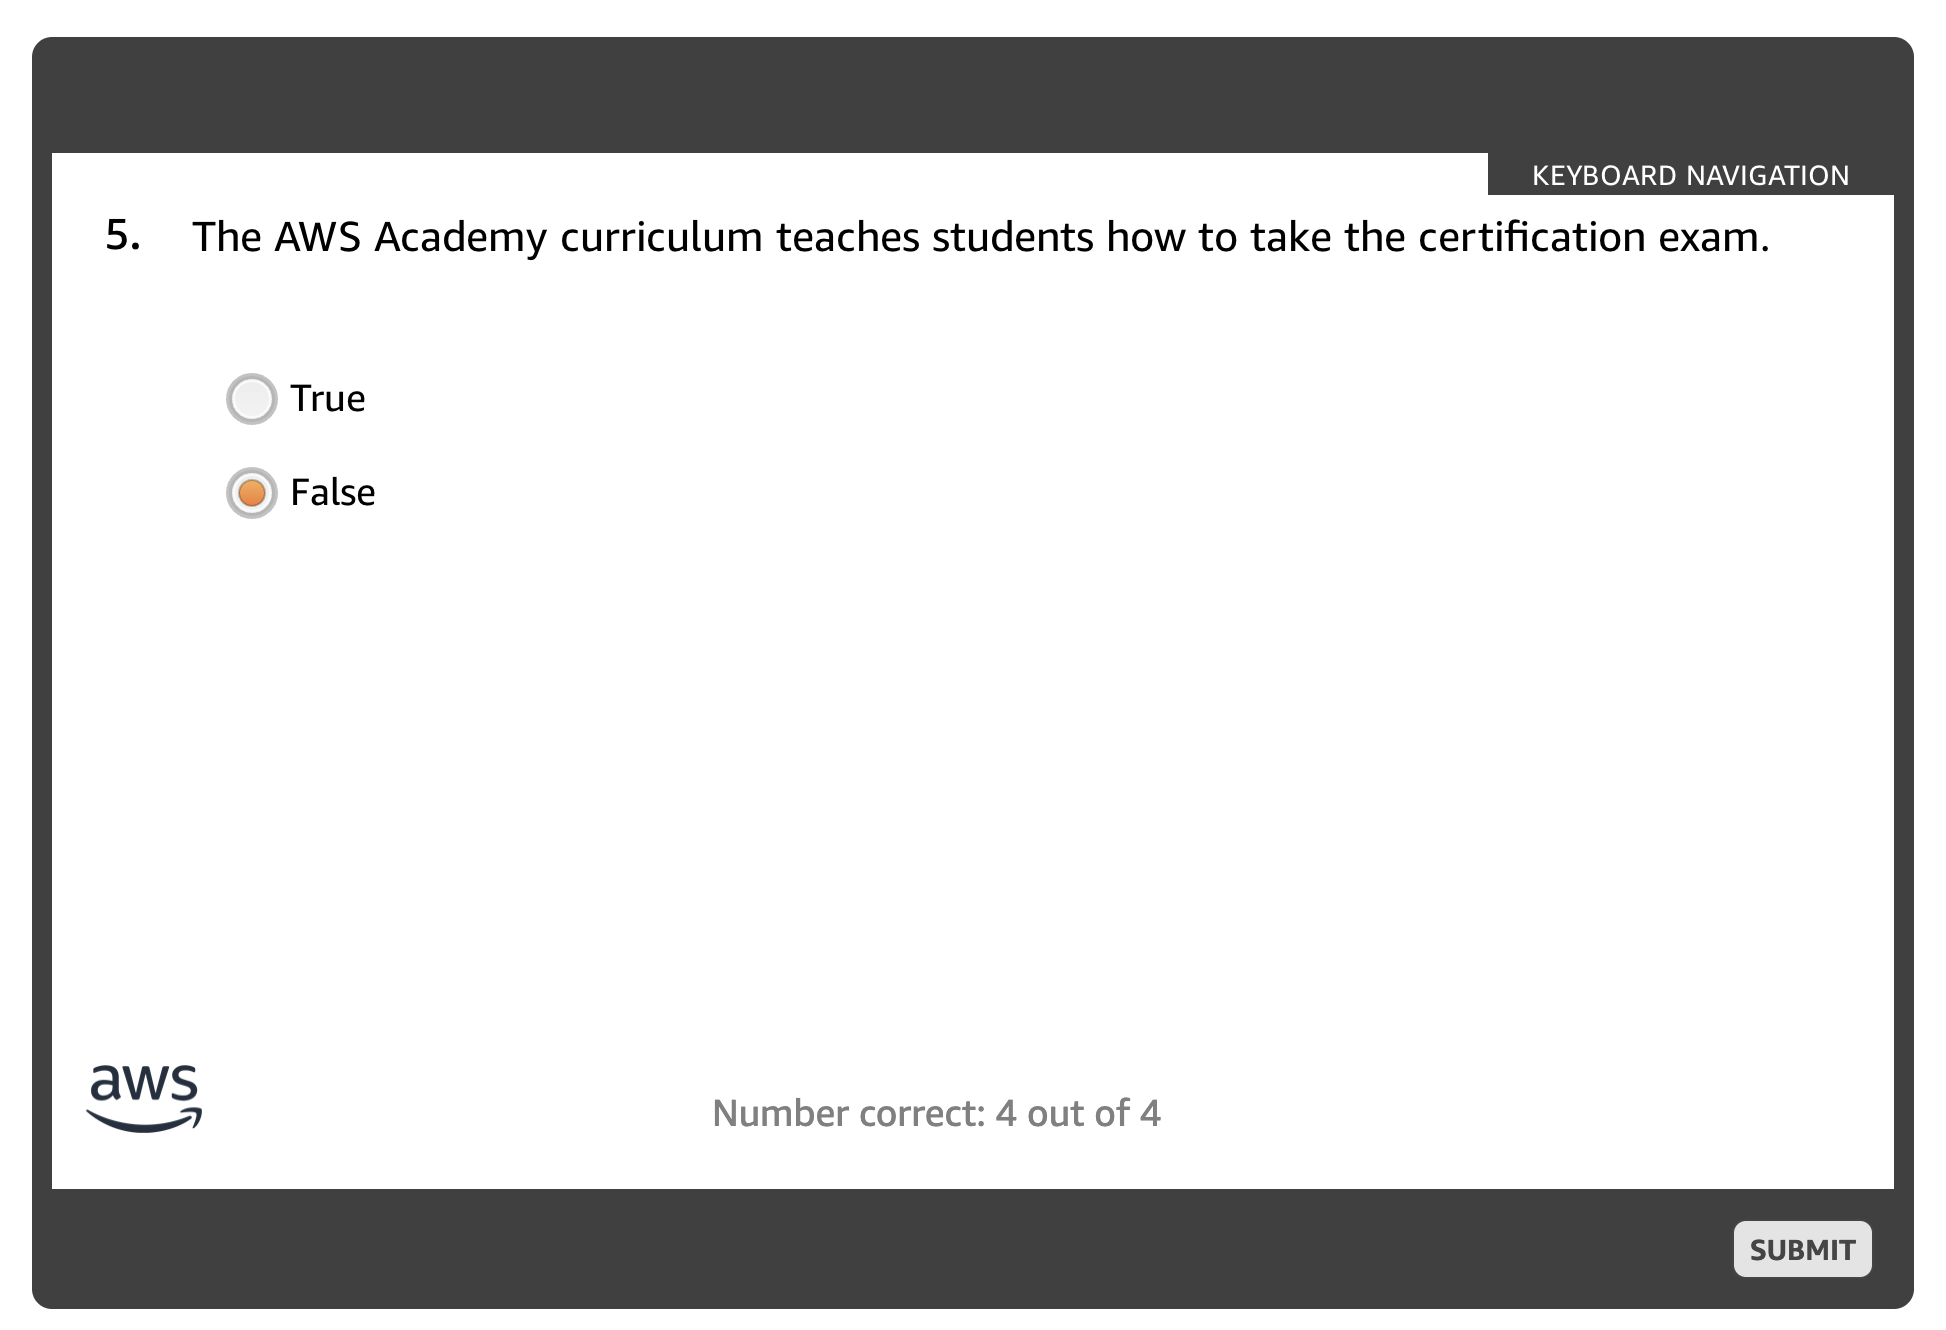 KEYBOARD NAVIGATION
5. The AWS Academy curriculum teaches students how to take the certification exam.
True
False
aws
Number correct: 4 out of 4
SUBMIT